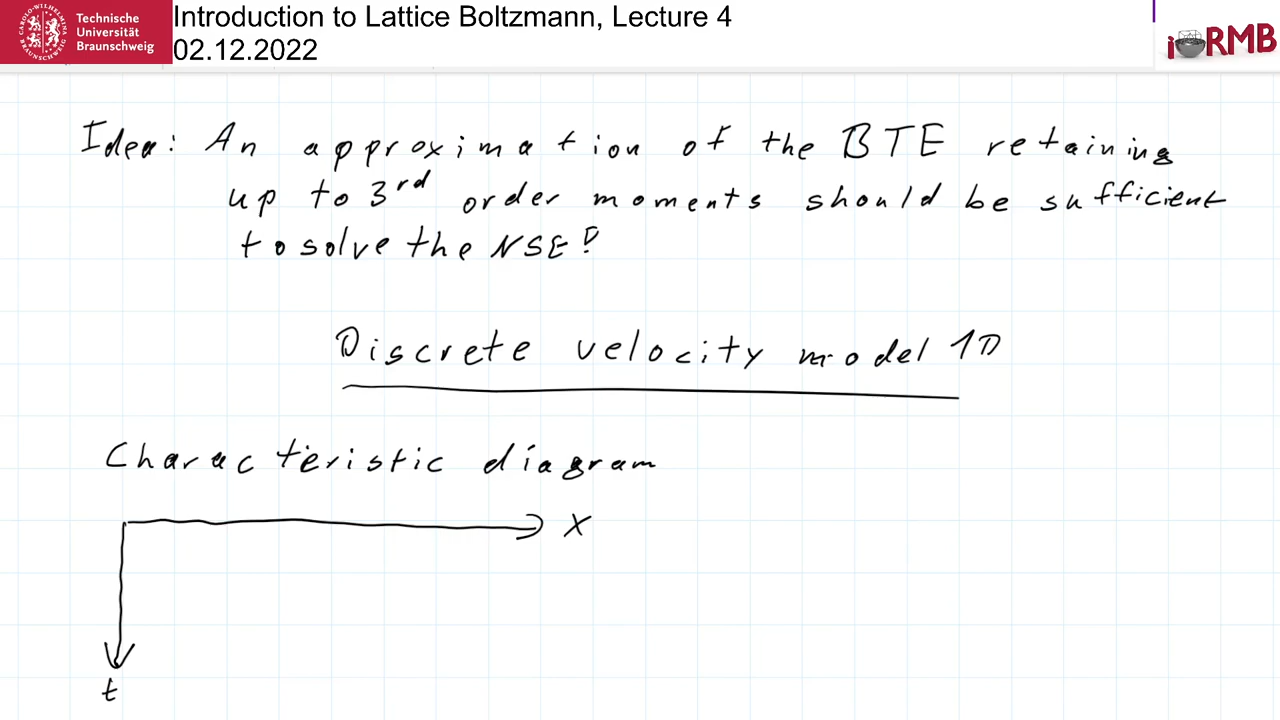 Technische
Universität
Braunschweig
Introduction to Lattice Boltzmann, Lecture 4
02.12.2022
iRMB
Idea: An approximation of the BTE retaining
up to 3rd order moments should be sufficient
to solve the NSE!
Discrete velocity model 1D
Characteristic diagram
x
t